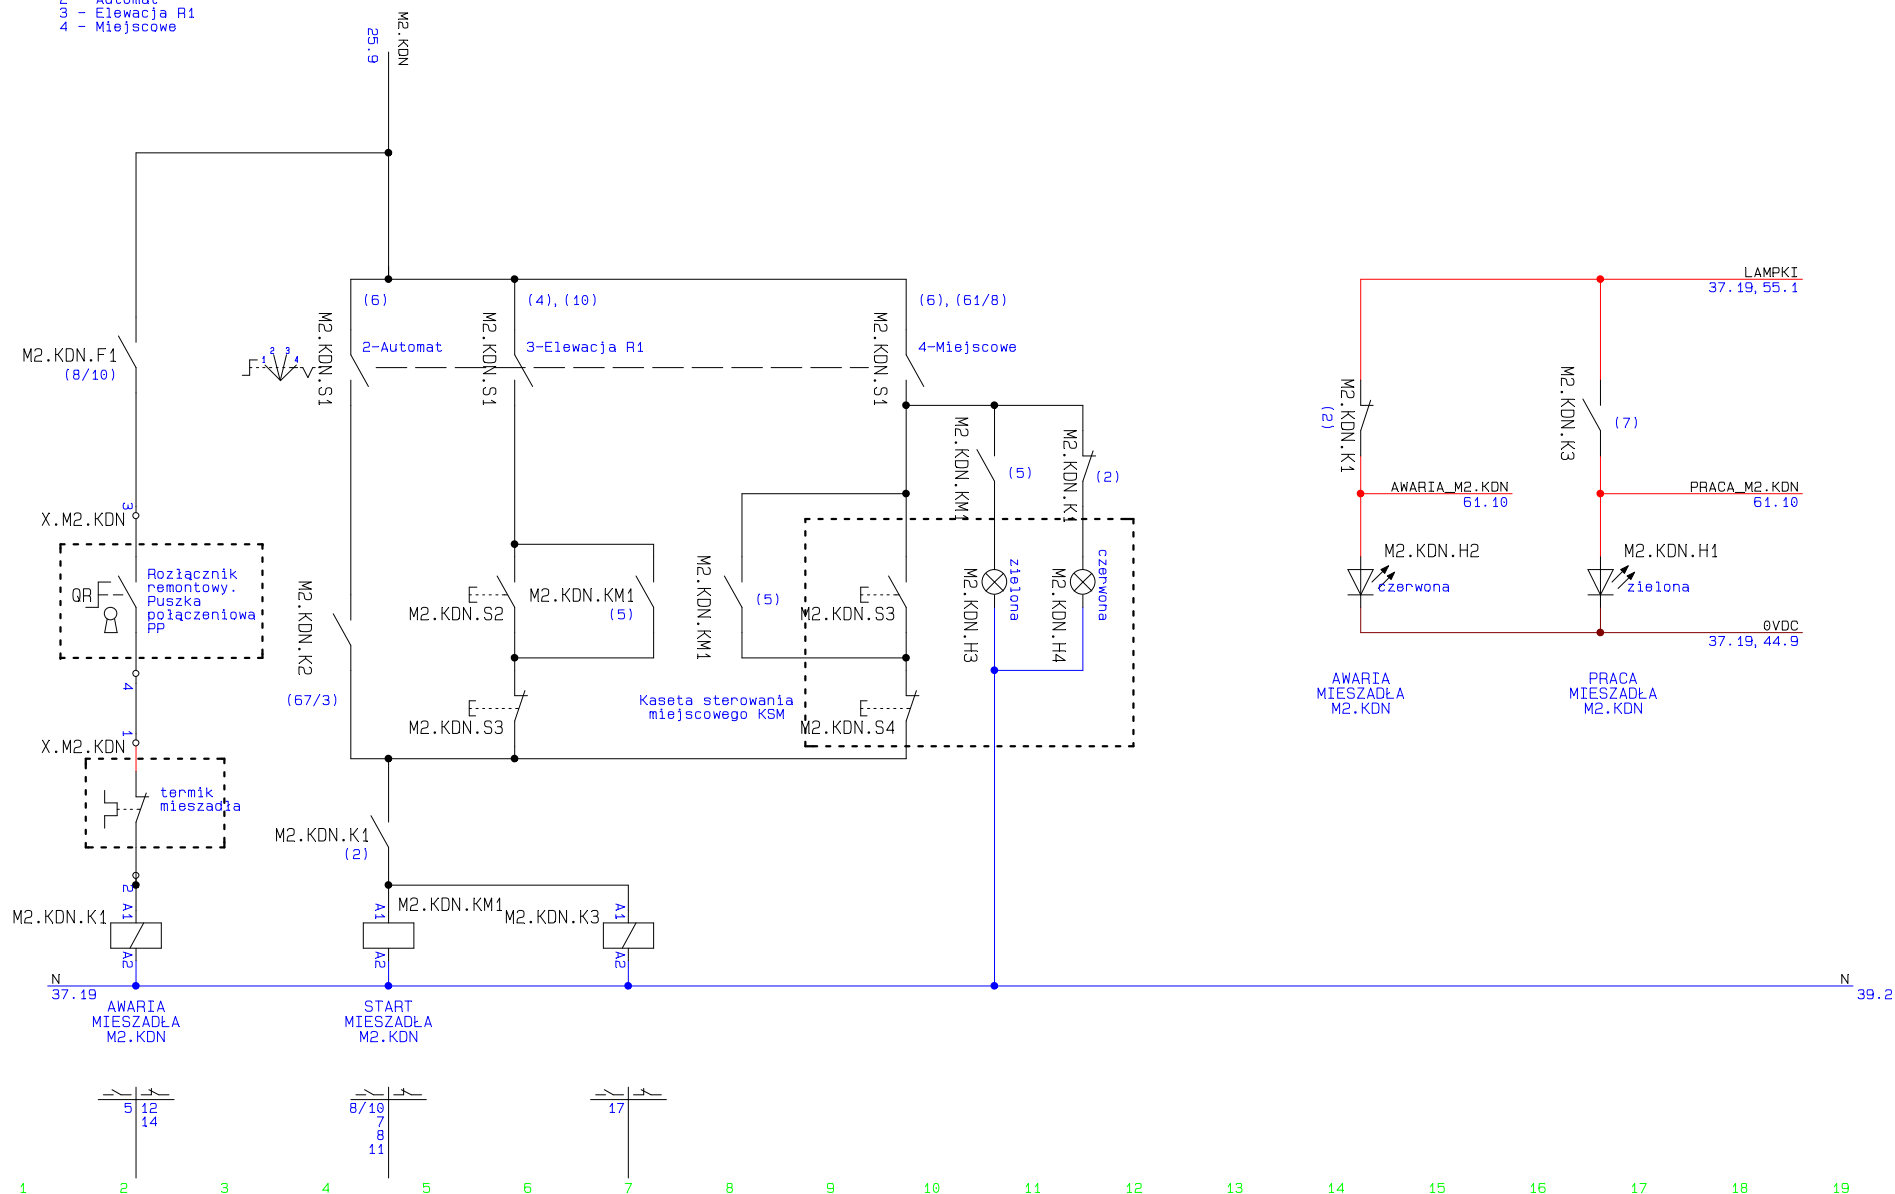 3 - Elewacja R1
4 - Miejscowe
M2.KDN
25.9
(6)
(4),(10)
(6),(61/8)
LAMPKI
37.19,55.1
M2.KDN.F1
(8/10)
1 2 3 4
M2.KDN.S1
2-Automat
M2.KDN.S1
3-Elewacja R1
M2.KDN.S1
4-Miejscowe
M2.KDN.KM1
(5)
M2.KDN.K1
(2)
(2)
M2.KDN.K1
M2.KDN.K3
(7)
AWARIA_M2.KDN
61.10
PRACA_M2.KDN
61.10
3
X.M2.KDN
QR
Rozłącznik
remontowy.
Puszka
połączeniowa
PP
4
M2.KDN.K2
(67/3)
M2.KDN.S2
M2.KDN.KM1
(5)
M2.KDN.KM1
(5)
M2.KDN.S3
zielona
M2.KDN.H3
czerwona
M2.KDN.H4
M2.KDN.H2
czerwona
M2.KDN.H1
zielona
0VDC
37.19,44.9
M2.KDN.S3
Kaseta sterowania
miejscowego KSM
M2.KDN.S4
AWARIA
MIESZADŁA
M2.KDN
PRACA
MIESZADŁA
M2.KDN
1
X.M2.KDN
termik
mieszadła
M2.KDN.K1
(2)
2
M2.KDN.K1
A1
A2
M2.KDN.KM1
A1
A2
M2.KDN.K3
A1
A2
N
37.19
N
39.2
AWARIA
MIESZADŁA
M2.KDN
START
MIESZADŁA
M2.KDN
5 12
14
8/10
7
8
11
17
1 2 3 4 5 6 7 8 9 10 11 12 13 14 15 16 17 18 19